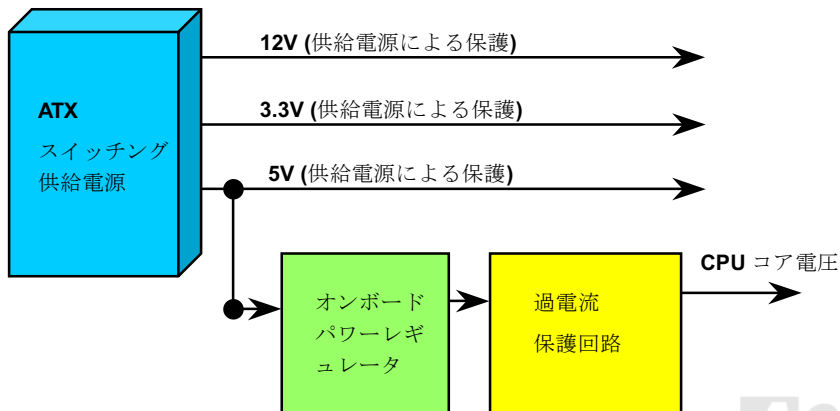 12V (供給電源による保護)
ATX
スイッチング
供給電源
3.3V (供給電源による保護)
5V (供給電源による保護)
オンボード
パワーレギ
ュレータ
過電流
保護回路
CPU コア電圧